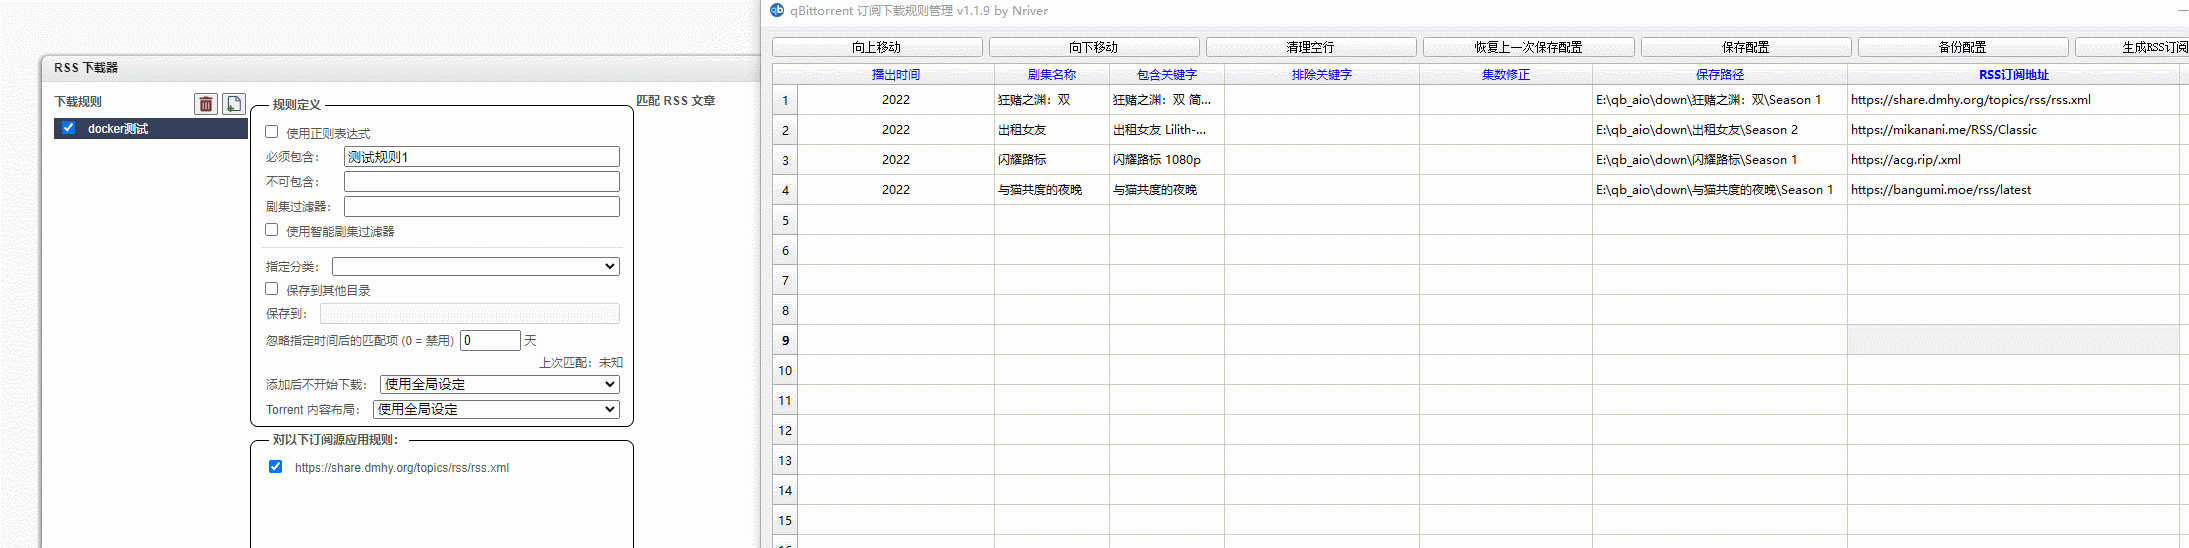 RSS 下载器
下载规则
docker测试
规则定义
使用正则表达式
必须包含：
测试规则1
不可包含：
剧集过滤器：
使用智能剧集过滤器
指定分类：
保存到其他目录
保存到：
忽略指定时间后的匹配项 (0 = 禁用) 0 天
上次匹配：未知
添加后不开始下载： 使用全局设定
Torrent 内容布局： 使用全局设定
对以下订阅源应用规则：
https://share.dmhy.org/topics/rss/rss.xml
匹配 RSS 文章
qBittorrent 订阅下载规则管理 v1.1.9 by Nriver
向上移动 向下移动 清理空行 恢复上一次保存配置 保存配置 备份配置 生成RSS订阅
播出时间 剧集名称 包含关键字 排除关键字 集数修正 保存路径 RSS订阅地址
1 2022 狂赌之渊：双 狂赌之渊：双 简... E:\qb_aio\down\狂赌之渊：双\Season 1 https://share.dmhy.org/topics/rss/rss.xml
2 2022 出租女友 出租女友 Lilith-... E:\qb_aio\down\出租女友\Season 2 https://mikanani.me/RSS/Classic
3 2022 闪耀路标 闪耀路标 1080p E:\qb_aio\down\闪耀路标\Season 1 https://acg.rip/.xml
4 2022 与猫共度的夜晚 与猫共度的夜晚 E:\qb_aio\down\与猫共度的夜晚\Season 1 https://bangumi.moe/rss/latest
5
6
7
8
9
10
11
12
13
14
15